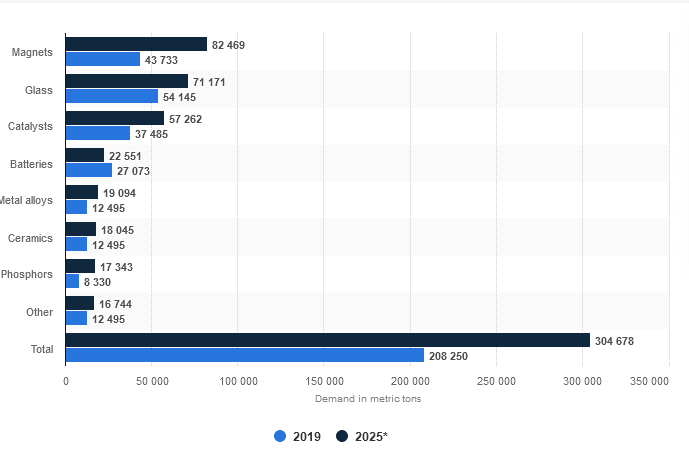 Magnets
82 469
43 733
Glass
71 171
54 145
Catalysts
57 262
37 485
Batteries
22 551
27 073
Metal alloys
19 094
12 495
Ceramics
18 045
12 495
Phosphors
17 343
8 330
Other
16 744
12 495
Total
304 678
208 250
0 50 000 100 000 150 000 200 000 250 000 300 000 350 000
Demand in metric tons
2019 2025*